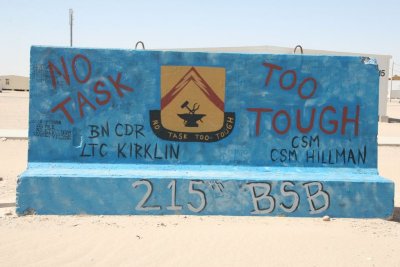 NO TASK
TOO TOUGH
NO TASK TOO TOUGH
BN CDR
LTC KIRKLIN
CSM
CSM HILLMAN
215TH BSB